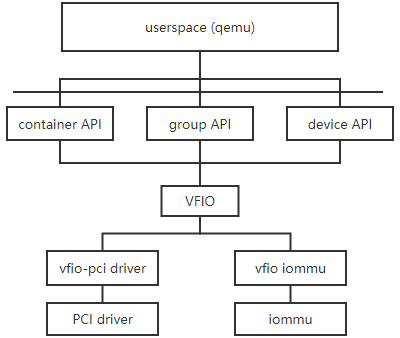 userspace (qemu)
container API
group API
device API
VFIO
vfio-pci driver
vfio iommu
PCI driver
iommu